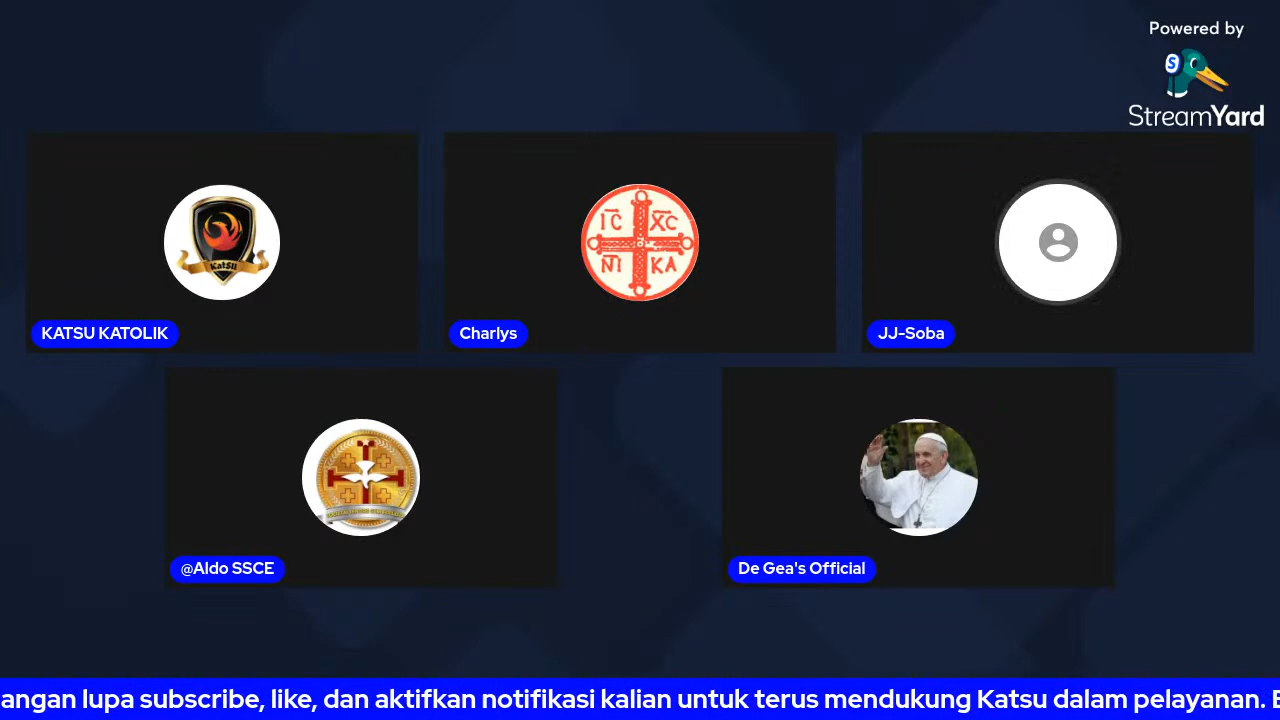 Powered by
S
StreamYard
KatSu
IC XC
NI KA
KATSU KATOLIK
Charlys
JJ-Soba
@Aldo SSCE
De Gea's Official
angan lupa subscribe, like, dan aktifkan notifikasi kalian untuk terus mendukung Katsu dalam pelayanan.